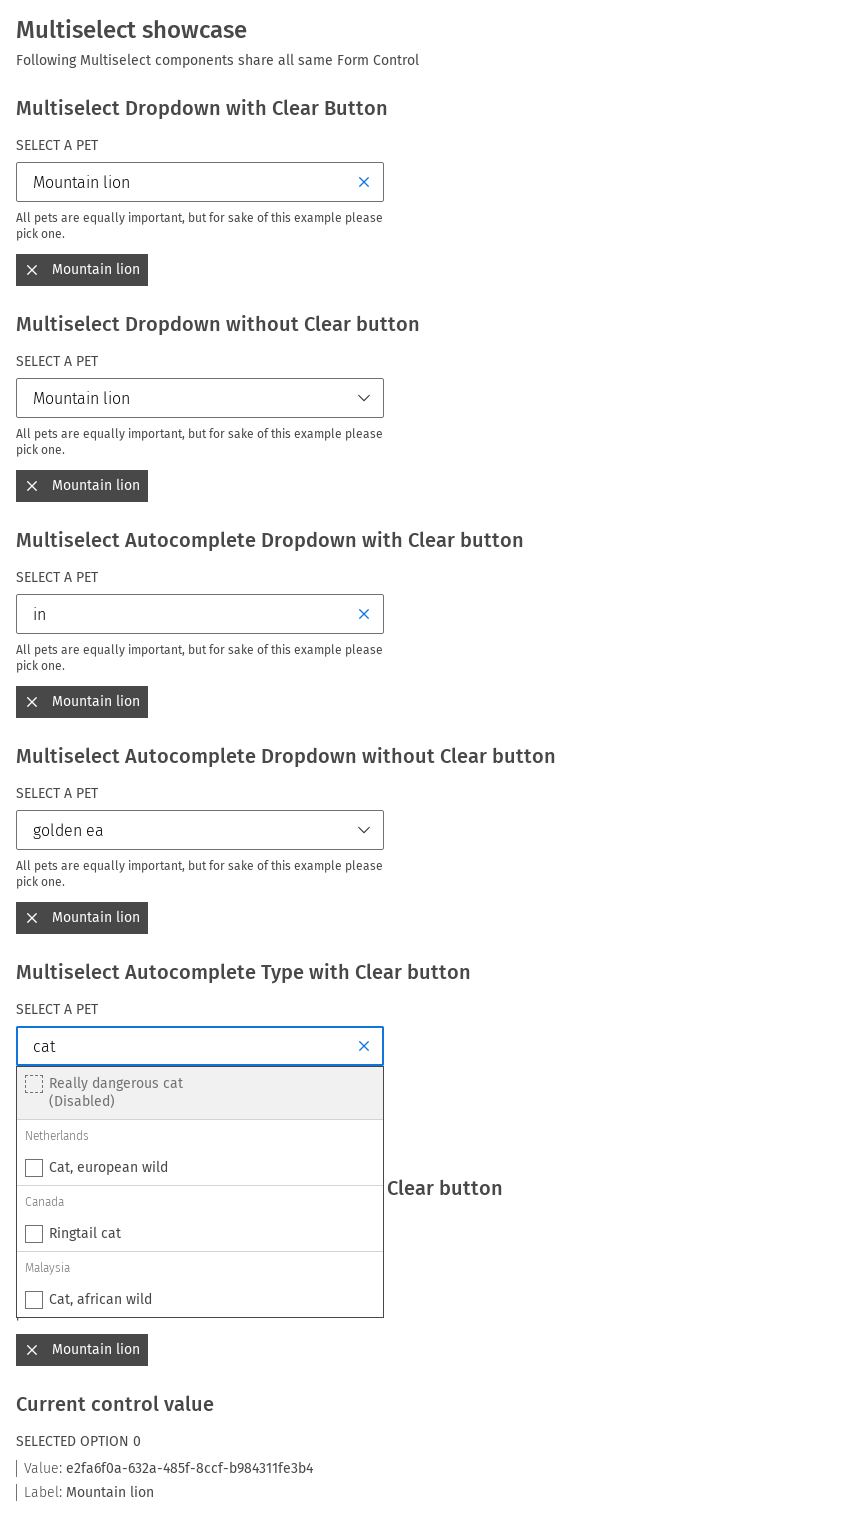 Multiselect showcase
Following Multiselect components share all same Form Control
Multiselect Dropdown with Clear Button
SELECT A PET
Mountain lion
All pets are equally important, but for sake of this example please
pick one.
Mountain lion
Multiselect Dropdown without Clear button
SELECT A PET
Mountain lion
All pets are equally important, but for sake of this example please
pick one.
Mountain lion
Multiselect Autocomplete Dropdown with Clear button
SELECT A PET
in
All pets are equally important, but for sake of this example please
pick one.
Mountain lion
Multiselect Autocomplete Dropdown without Clear button
SELECT A PET
golden ea
All pets are equally important, but for sake of this example please
pick one.
Mountain lion
Multiselect Autocomplete Type with Clear button
SELECT A PET
cat
Really dangerous cat
(Disabled)
Netherlands
Cat, european wild
Clear button
Canada
Ringtail cat
Malaysia
Cat, african wild
Mountain lion
Current control value
SELECTED OPTION 0
Value: e2fa6f0a-632a-485f-8ccf-b984311fe3b4
Label: Mountain lion